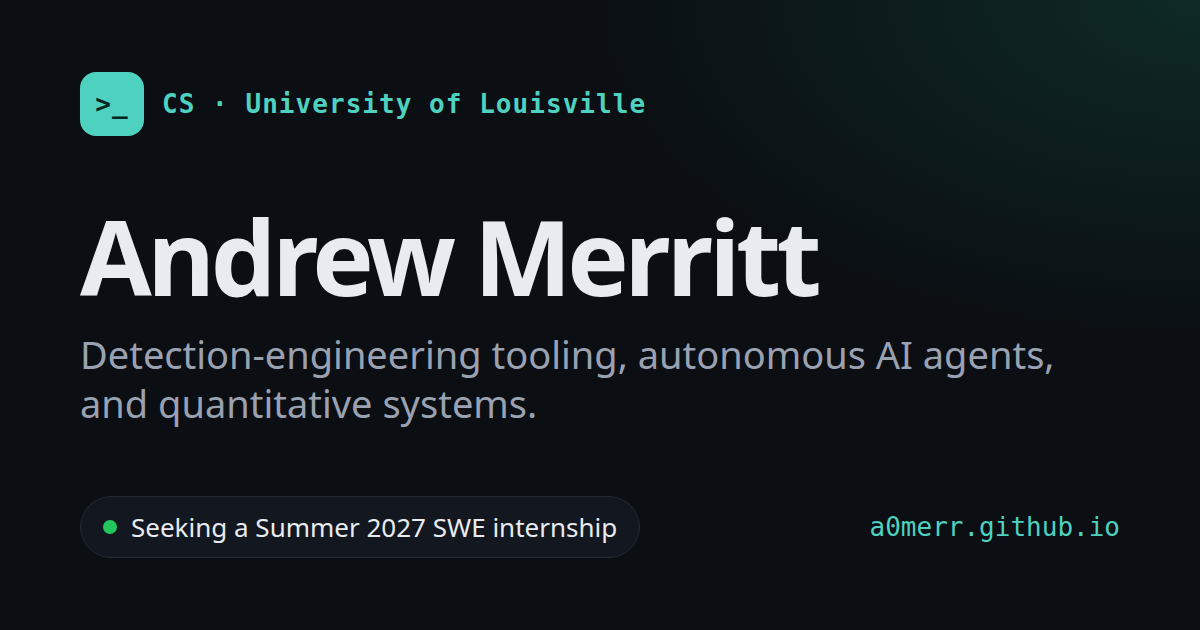 >_ CS · University of Louisville
Andrew Merritt
Detection-engineering tooling, autonomous AI agents,
and quantitative systems.
Seeking a Summer 2027 SWE internship
a0merr.github.io